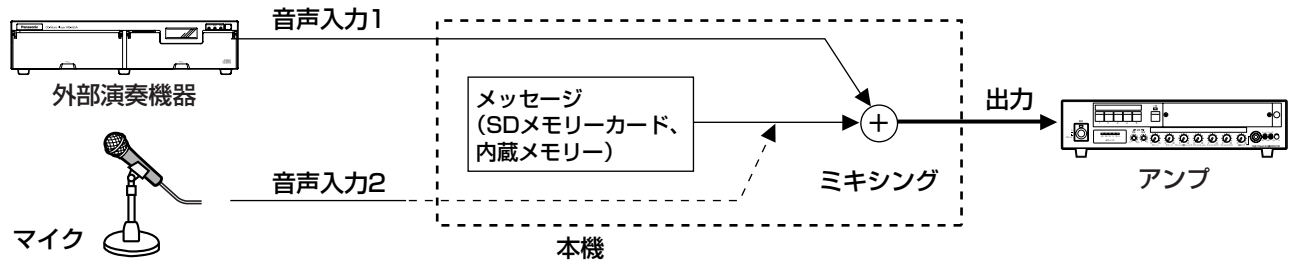 音声入力1
Panasonic
外部演奏機器
メッセージ
(SDメモリーカード、
内蔵メモリー)
出力
ミキシング
アンプ
音声入力2
マイク
本機